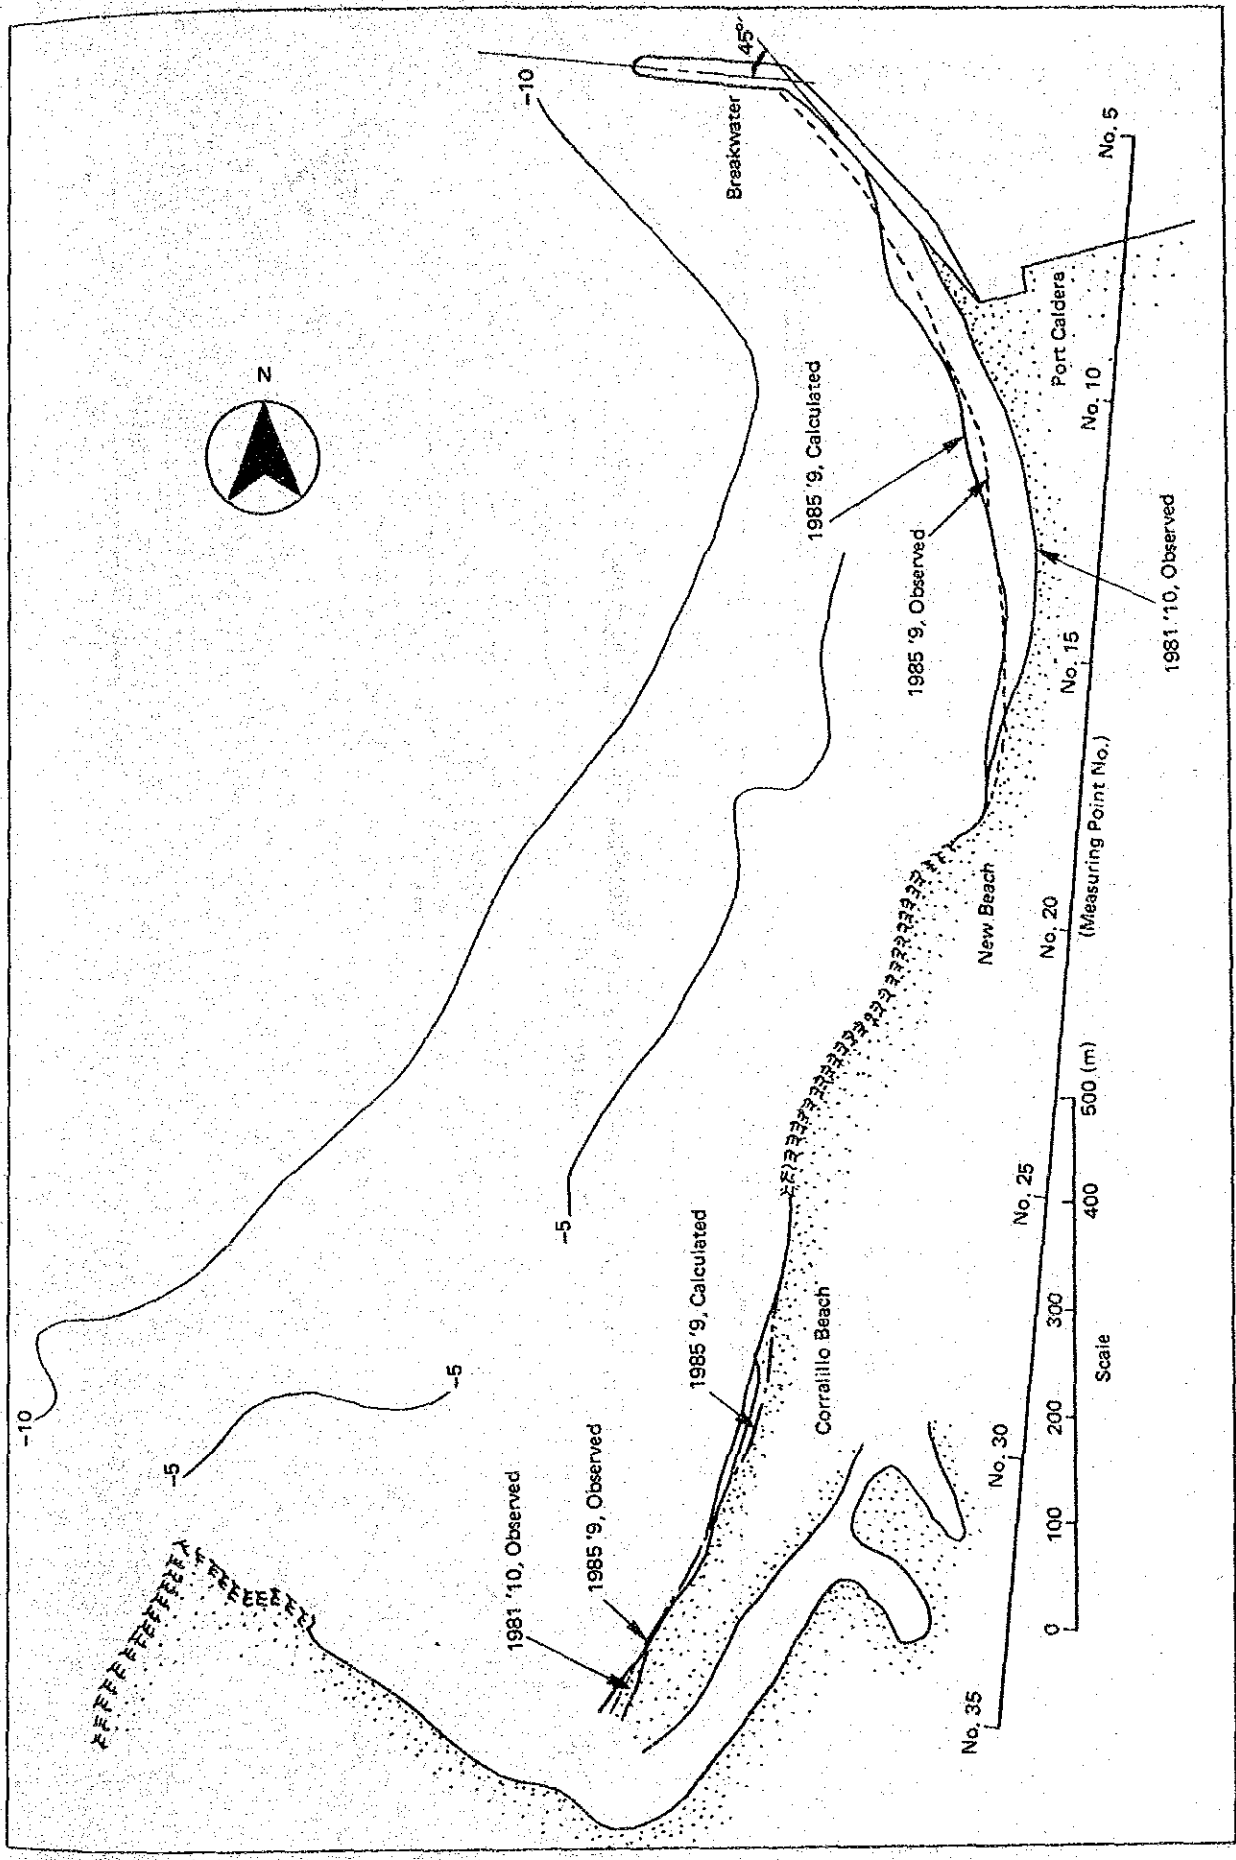 -10
-5
-5
-5
-10
N
45°
Breakwater
1981 '10, Observed
1985 '9, Observed
1985 '9, Calculated
Corralillo Beach
1985 '9, Calculated
1985 '9, Observed
New Beach
Port Caldera
1981 '10, Observed
No. 35
No. 30
No. 25
No. 20
No. 15
No. 10
No. 5
(Measuring Point No.)
0
100
200
300
400
500 (m)
Scale